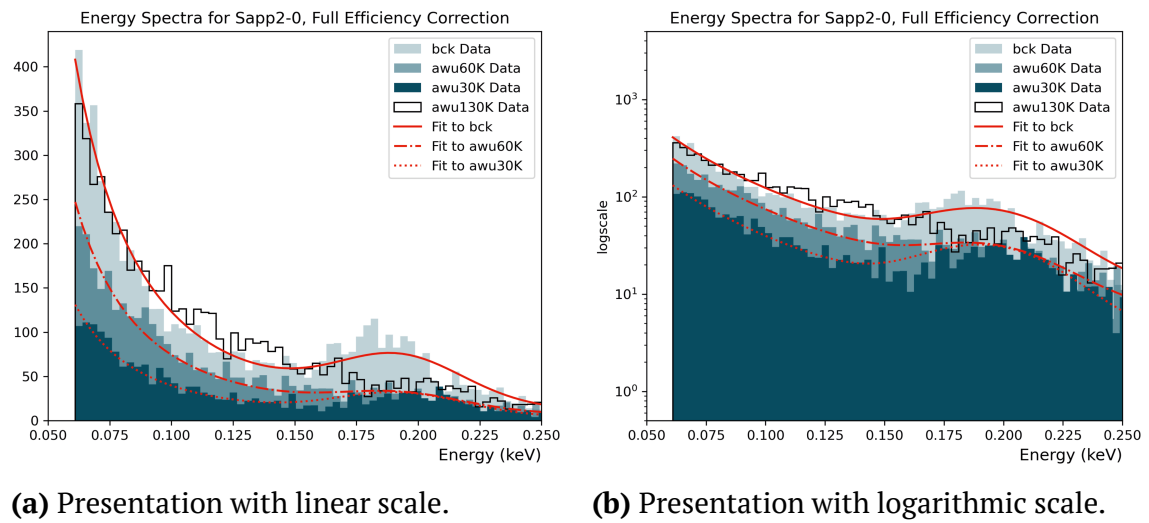 Energy Spectra for Sapp2-0, Full Efficiency Correction
bck Data
awu60K Data
awu30K Data
awu130K Data
Fit to bck
Fit to awu60K
Fit to awu30K
400
350
300
250
200
150
100
50
0
0.050 0.075 0.100 0.125 0.150 0.175 0.200 0.225 0.250
Energy (keV)
(a) Presentation with linear scale.
Energy Spectra for Sapp2-0, Full Efficiency Correction
bck Data
awu60K Data
awu30K Data
awu130K Data
Fit to bck
Fit to awu60K
Fit to awu30K
logscale
10³
10²
10¹
10⁰
0.050 0.075 0.100 0.125 0.150 0.175 0.200 0.225 0.250
Energy (keV)
(b) Presentation with logarithmic scale.